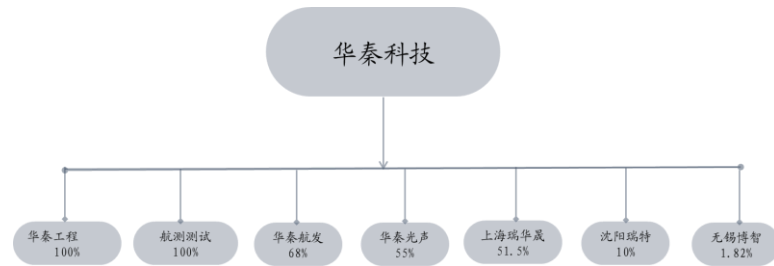 华秦科技
华秦工程
100%
航测测试
100%
华秦航发
68%
华秦光声
55%
上海瑞华晟
51.5%
沈阳瑞特
10%
无锡博智
1.82%